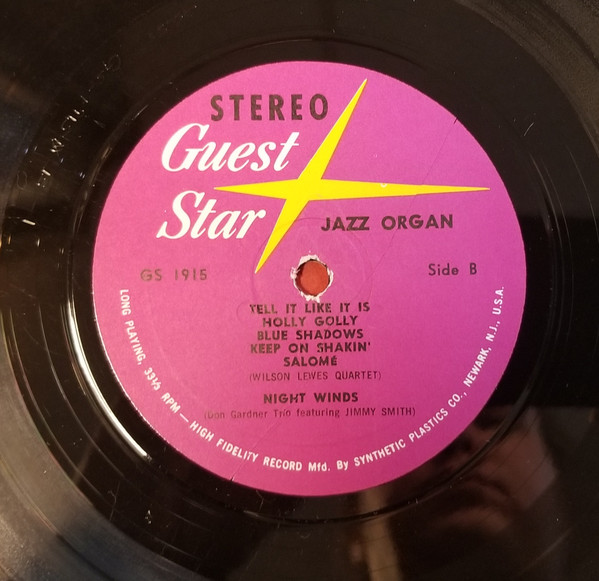 STEREO
Guest
Star
JAZZ ORGAN
GS 1915
Side B
TELL IT LIKE IT IS
HOLLY GOLLY
BLUE SHADOWS
KEEP ON SHAKIN'
SALOMÉ
(WILSON LEWES QUARTET)
NIGHT WINDS
(Don Gardner Trio featuring JIMMY SMITH)
LONG PLAYING, 33⅓ RPM — HIGH FIDELITY RECORD Mfd. By SYNTHETIC PLASTICS CO., NEWARK, N.J., U.S.A.